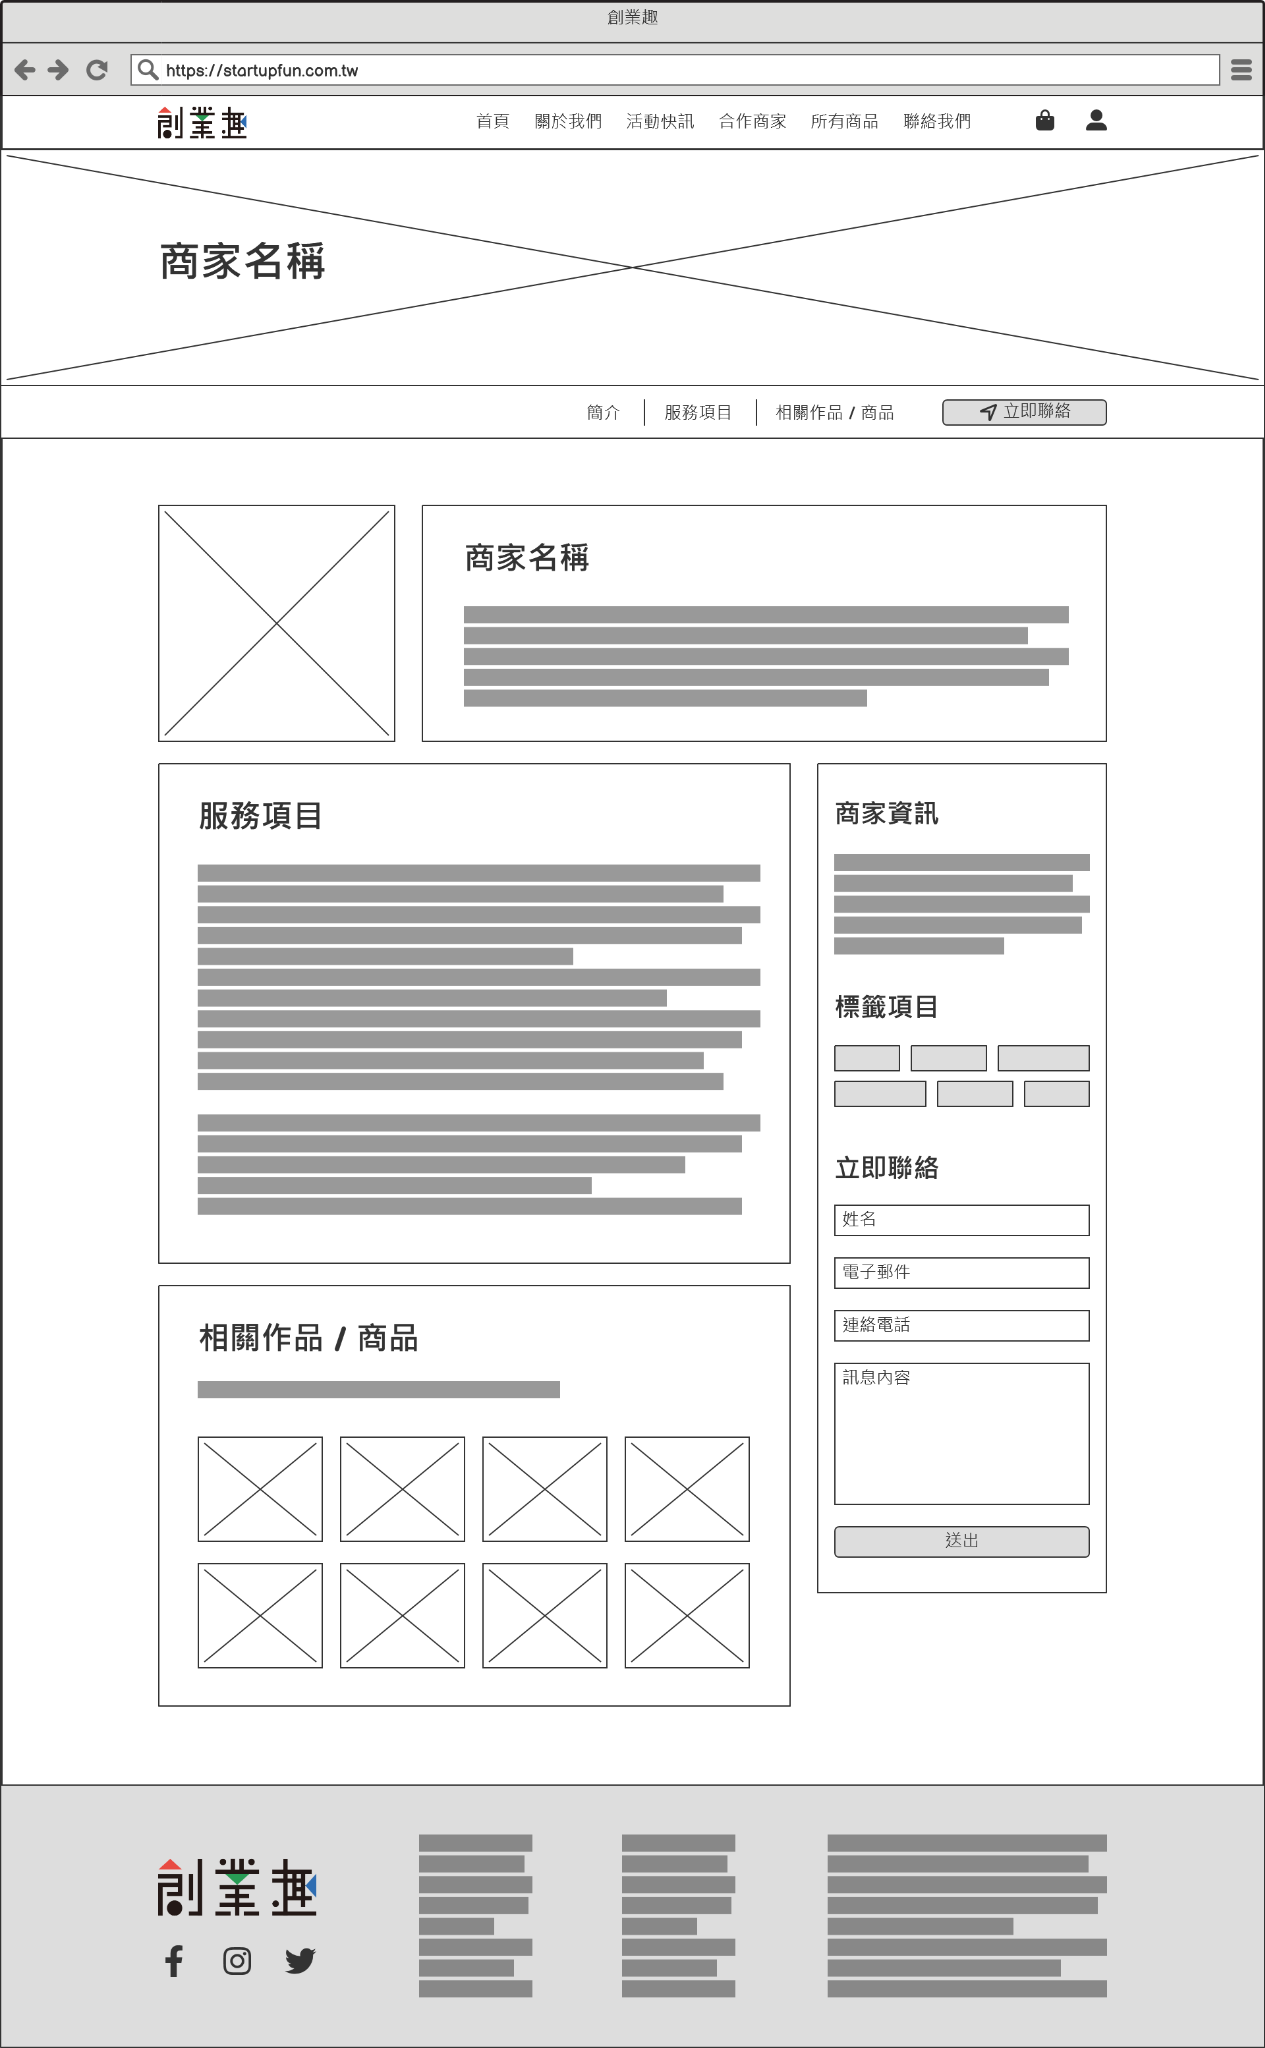 創業趣
https://startupfun.com.tw
創業趣
首頁 關於我們 活動快訊 合作商家 所有商品 聯絡我們
商家名稱
簡介 服務項目 相關作品 / 商品 立即聯絡
商家名稱
服務項目
商家資訊
標籤項目
立即聯絡
姓名
電子郵件
連絡電話
訊息內容
送出
相關作品 / 商品
創業趣